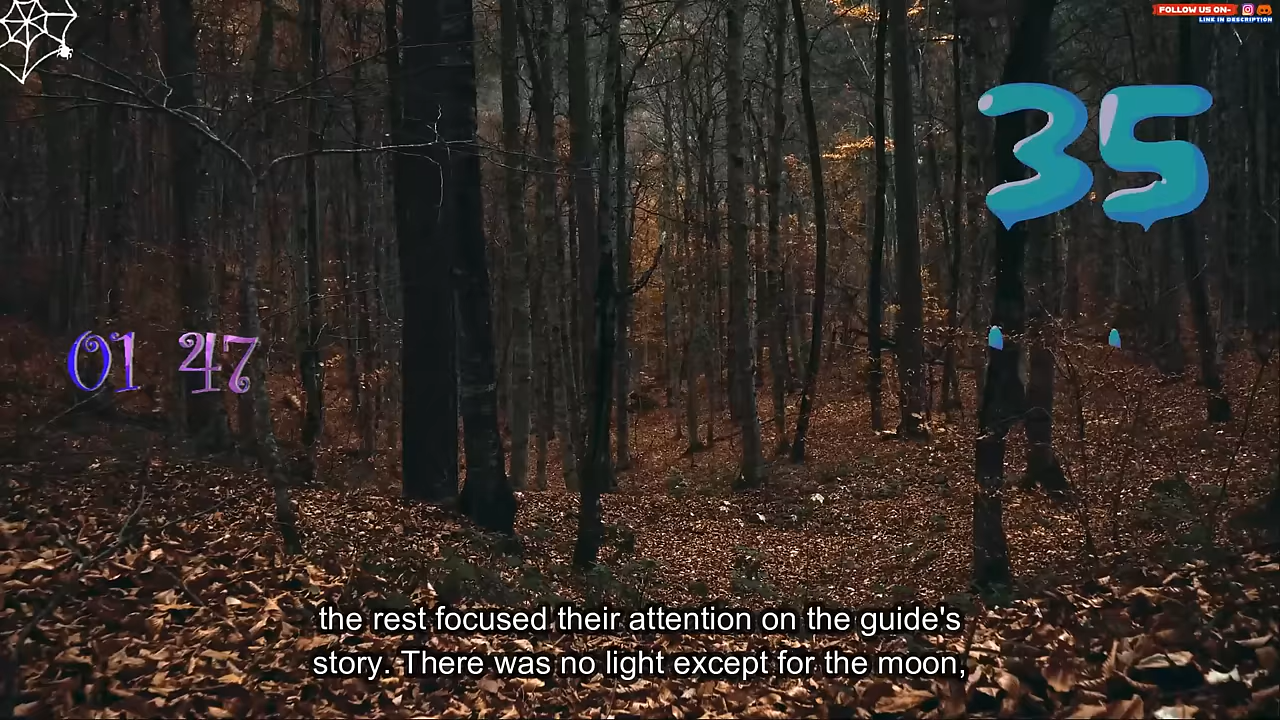 FOLLOW US ON-
LINK IN DESCRIPTION
35
01 47
the rest focused their attention on the guide's
story. There was no light except for the moon,